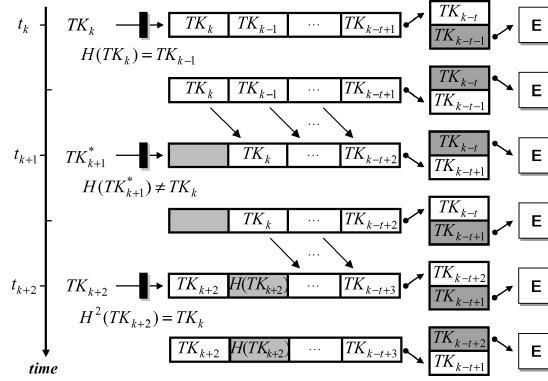 t_k TK_k TK_k TK_{k-1} ... TK_{k-t+1} TK_{k-t} E
TK_{k-t-1}
H(TK_k) = TK_{k-1}
TK_k TK_{k-1} ... TK_{k-t+1} TK_{k-t} E
TK_{k-t-1}
...
t_{k+1} TK^*_{k+1} TK_k ... TK_{k-t+2} TK_{k-t} E
TK_{k-t+1}
H(TK^*_{k+1}) ≠ TK_k
TK_k ... TK_{k-t+2} TK_{k-t} E
TK_{k-t+1}
...
t_{k+2} TK_{k+2} TK_{k+2} H(TK_{k+2}) ... TK_{k-t+3} TK_{k-t+2} E
TK_{k-t+1}
H^2(TK_{k+2}) = TK_k
TK_{k+2} H(TK_{k+2}) ... TK_{k-t+3} TK_{k-t+2} E
TK_{k-t+1}
time